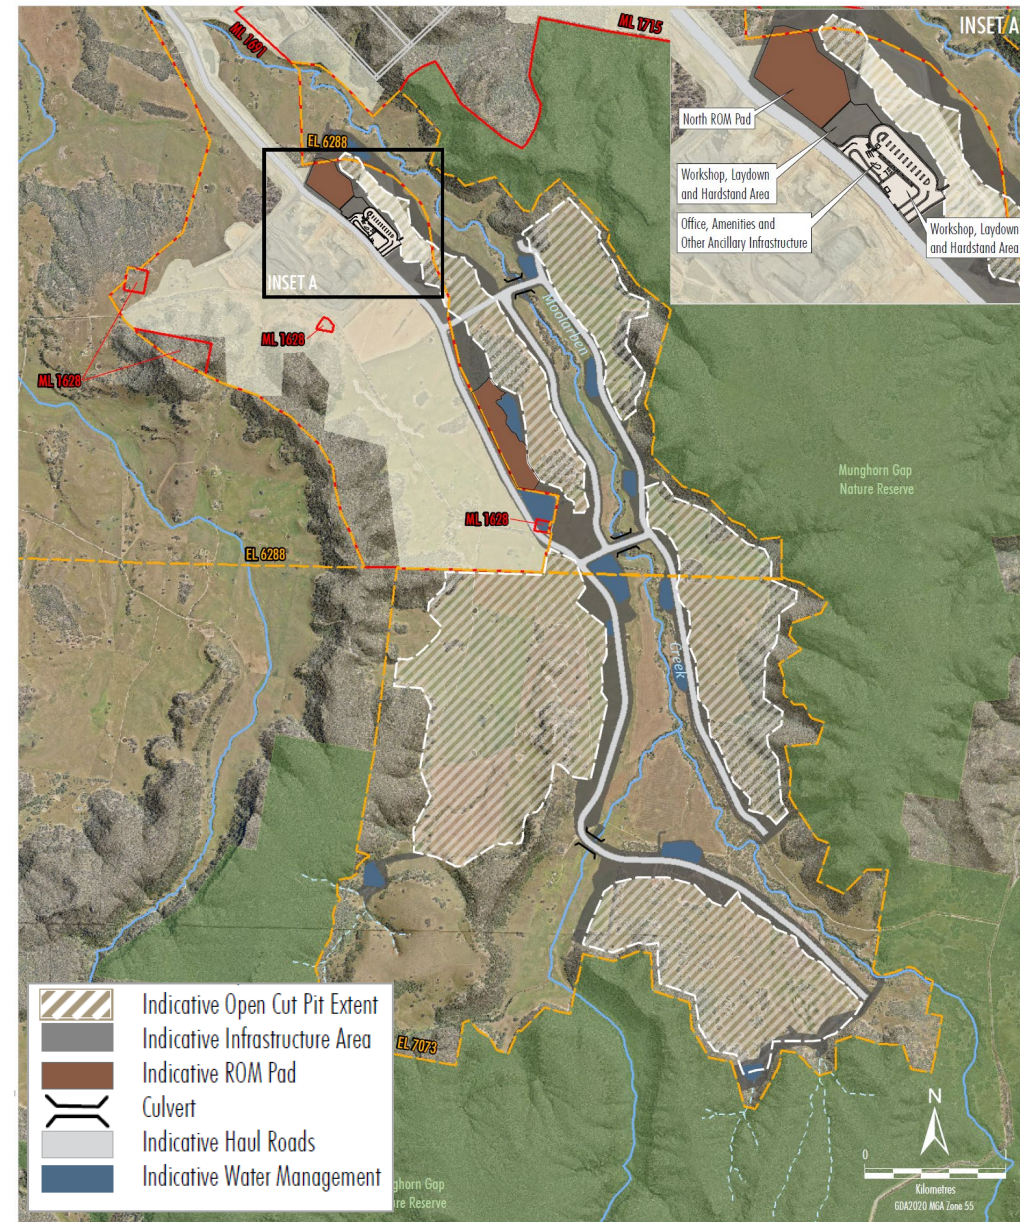 ML 1691
ML 1715
INSET A
North ROM Pad
EL 6288
Workshop, Laydown
and Hardstand Area
Office, Amenities and
Other Ancillary Infrastructure
Workshop, Laydown
and Hardstand Area
INSET A
Moolarben
ML 1628
ML 1628
Munghorn Gap
Nature Reserve
ML 1628
EL 6288
Creek
Indicative Open Cut Pit Extent
Indicative Infrastructure Area
EL 7073
Indicative ROM Pad
Culvert
Indicative Haul Roads
Indicative Water Management
ghorn Gap
ure Reserve
N
0
Kilometres
GDA2020 MGA Zone 55